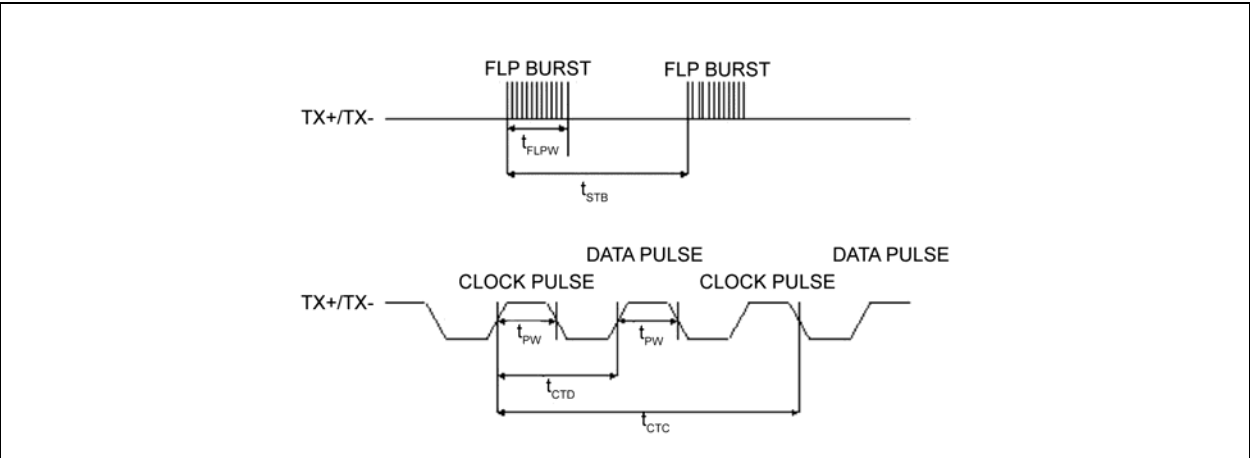 FLP BURST FLP BURST
TX+/TX-
tFLPW
tSTB
DATA PULSE DATA PULSE
CLOCK PULSE CLOCK PULSE
TX+/TX-
tPW tPW
tCTD
tCTC